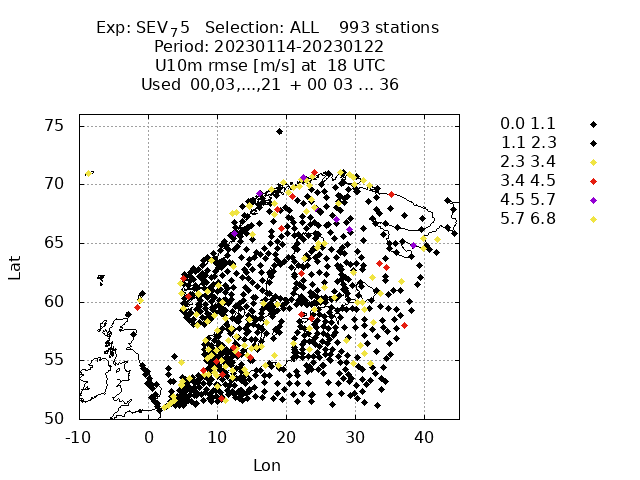 Exp: SEV₇5 Selection: ALL 993 stations
Period: 20230114-20230122
U10m rmse [m/s] at 18 UTC
Used 00,03,...,21 + 00 03 ... 36
75
70
65
60
55
50
-10 0 10 20 30 40
Lat
Lon
0.0 1.1
1.1 2.3
2.3 3.4
3.4 4.5
4.5 5.7
5.7 6.8